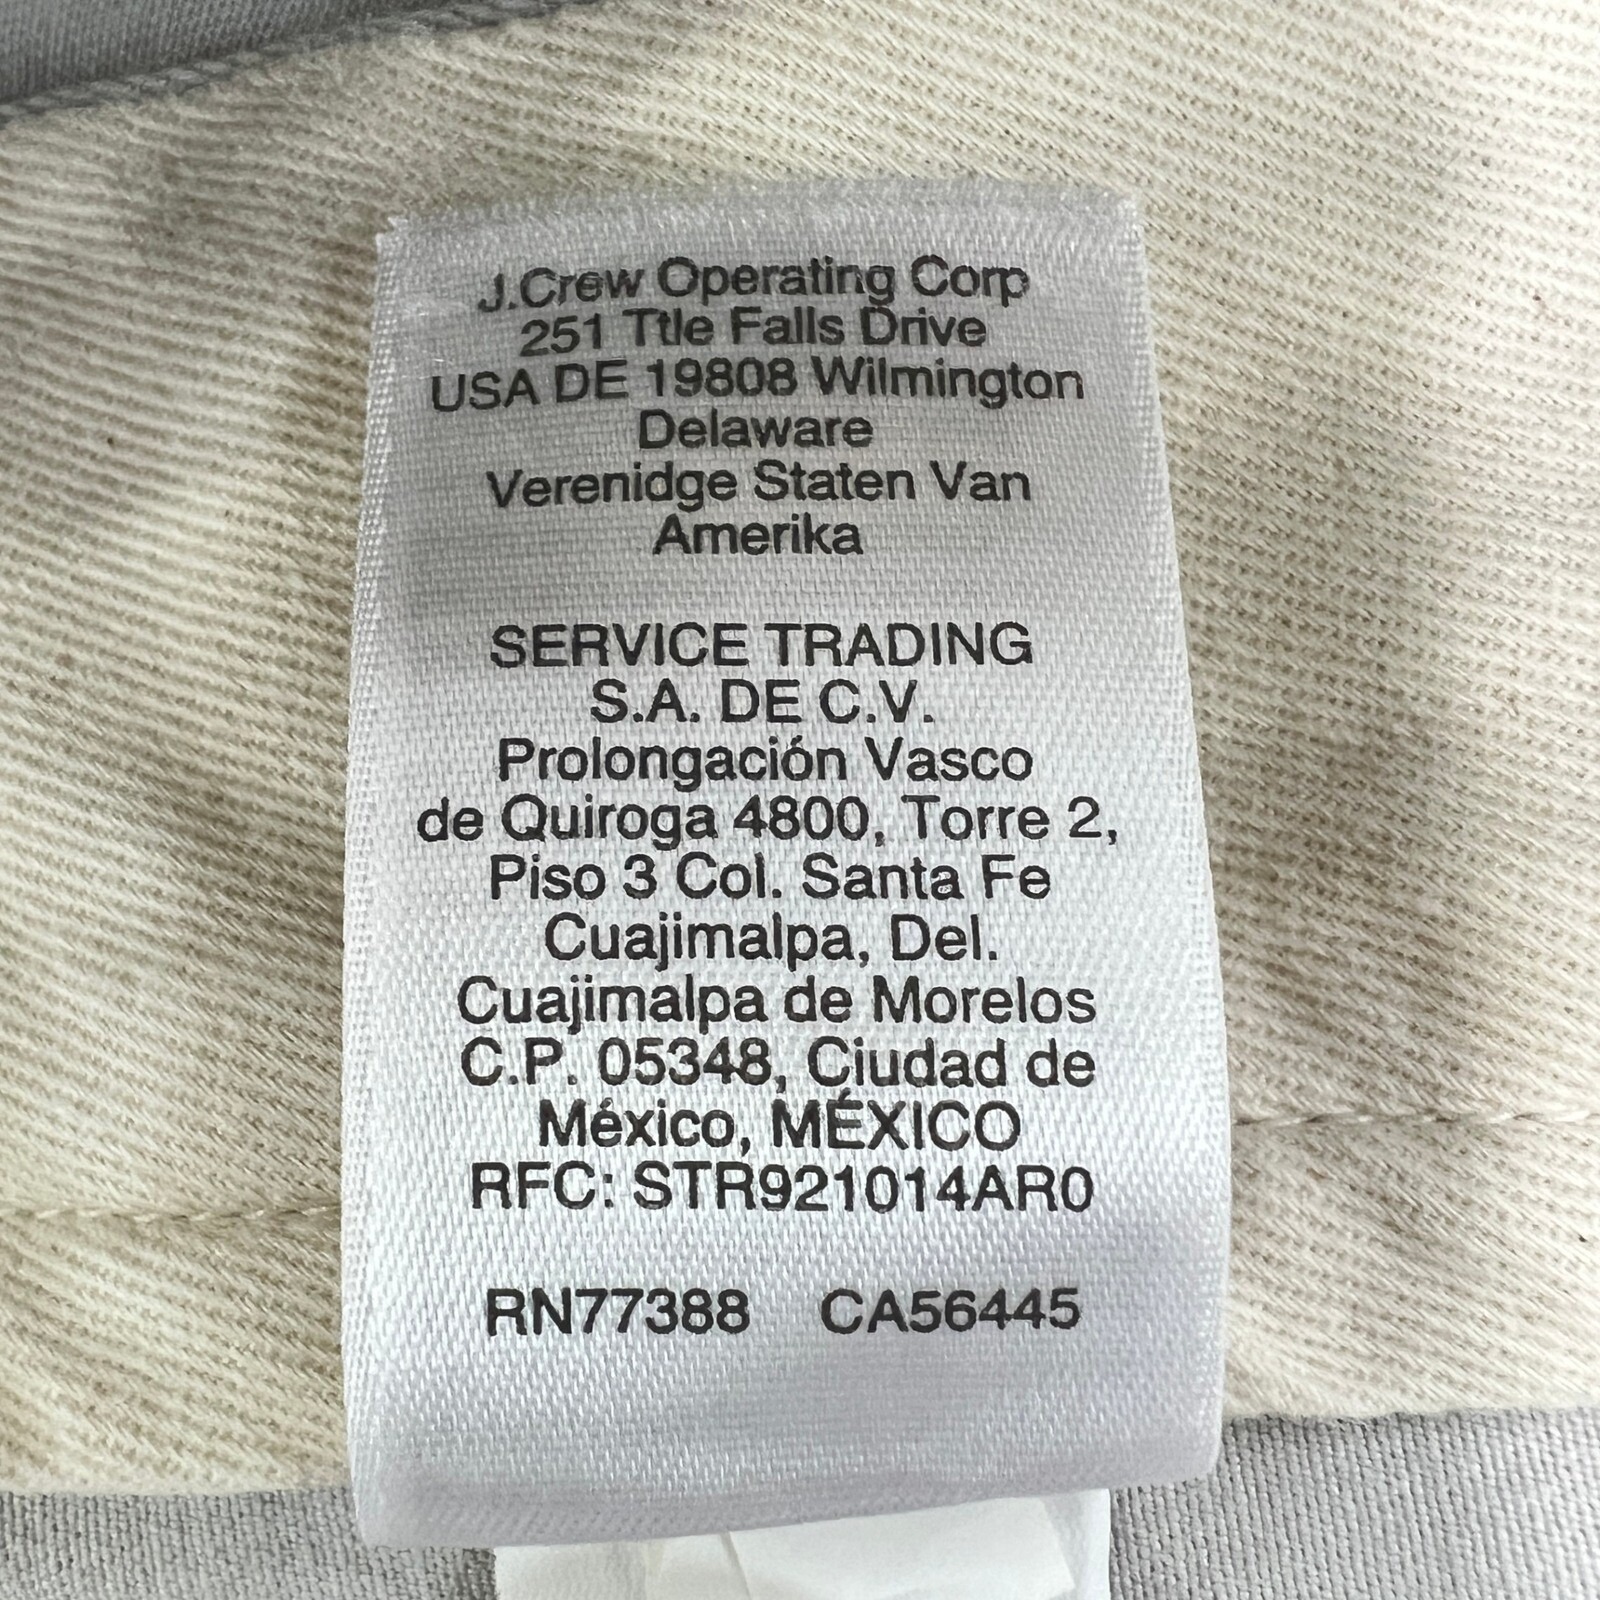 J.Crew Operating Corp
251 Ttle Falls Drive
USA DE 19808 Wilmington
Delaware
Verenidge Staten Van
Amerika
SERVICE TRADING
S.A. DE C.V.
Prolongación Vasco
de Quiroga 4800, Torre 2,
Piso 3 Col. Santa Fe
Cuajimalpa, Del.
Cuajimalpa de Morelos
C.P. 05348, Ciudad de
México, MÉXICO
RFC: STR921014AR0
RN77388 CA56445